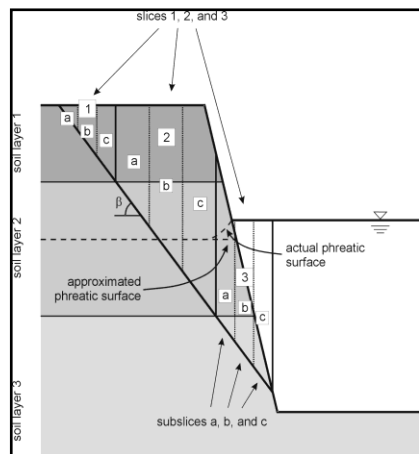 slices 1, 2, and 3
soil layer 1
1
a
b
c
2
a
b
c
β
soil layer 2
actual phreatic
surface
approximated
phreatic surface
3
a
b
c
soil layer 3
subslices a, b, and c